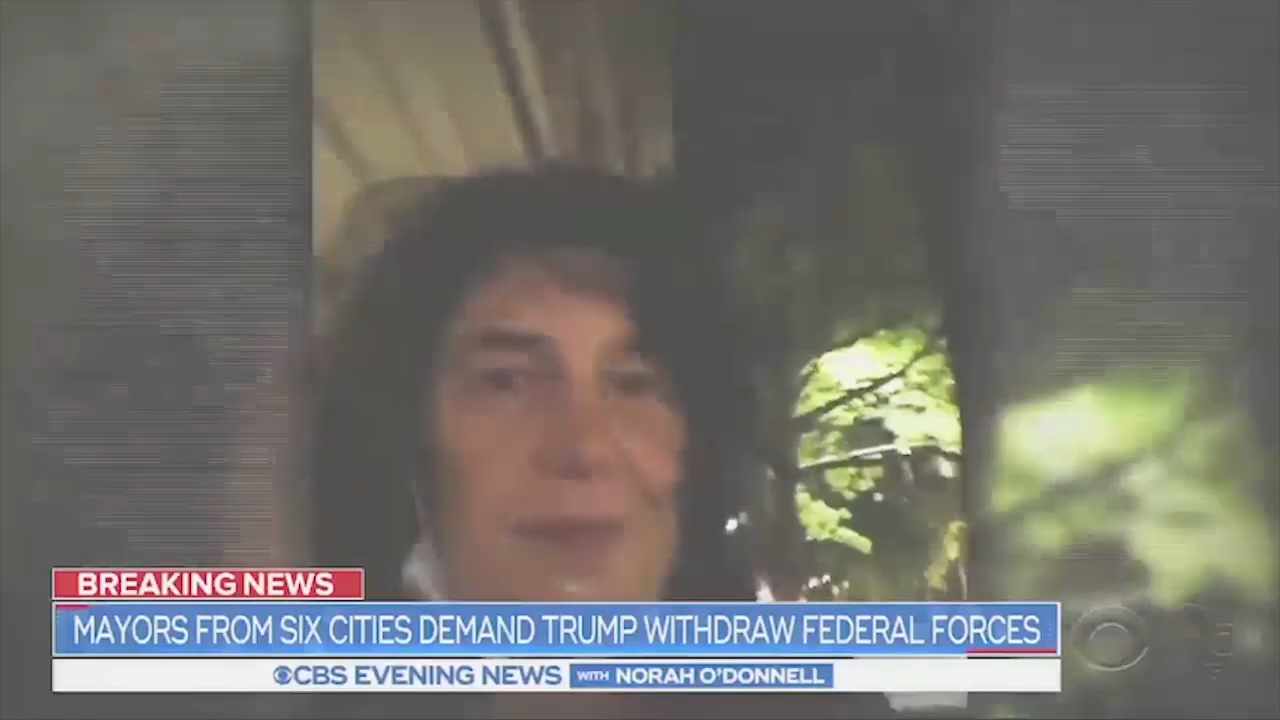 BREAKING NEWS
MAYORS FROM SIX CITIES DEMAND TRUMP WITHDRAW FEDERAL FORCES
CBS EVENING NEWS WITH NORAH O'DONNELL